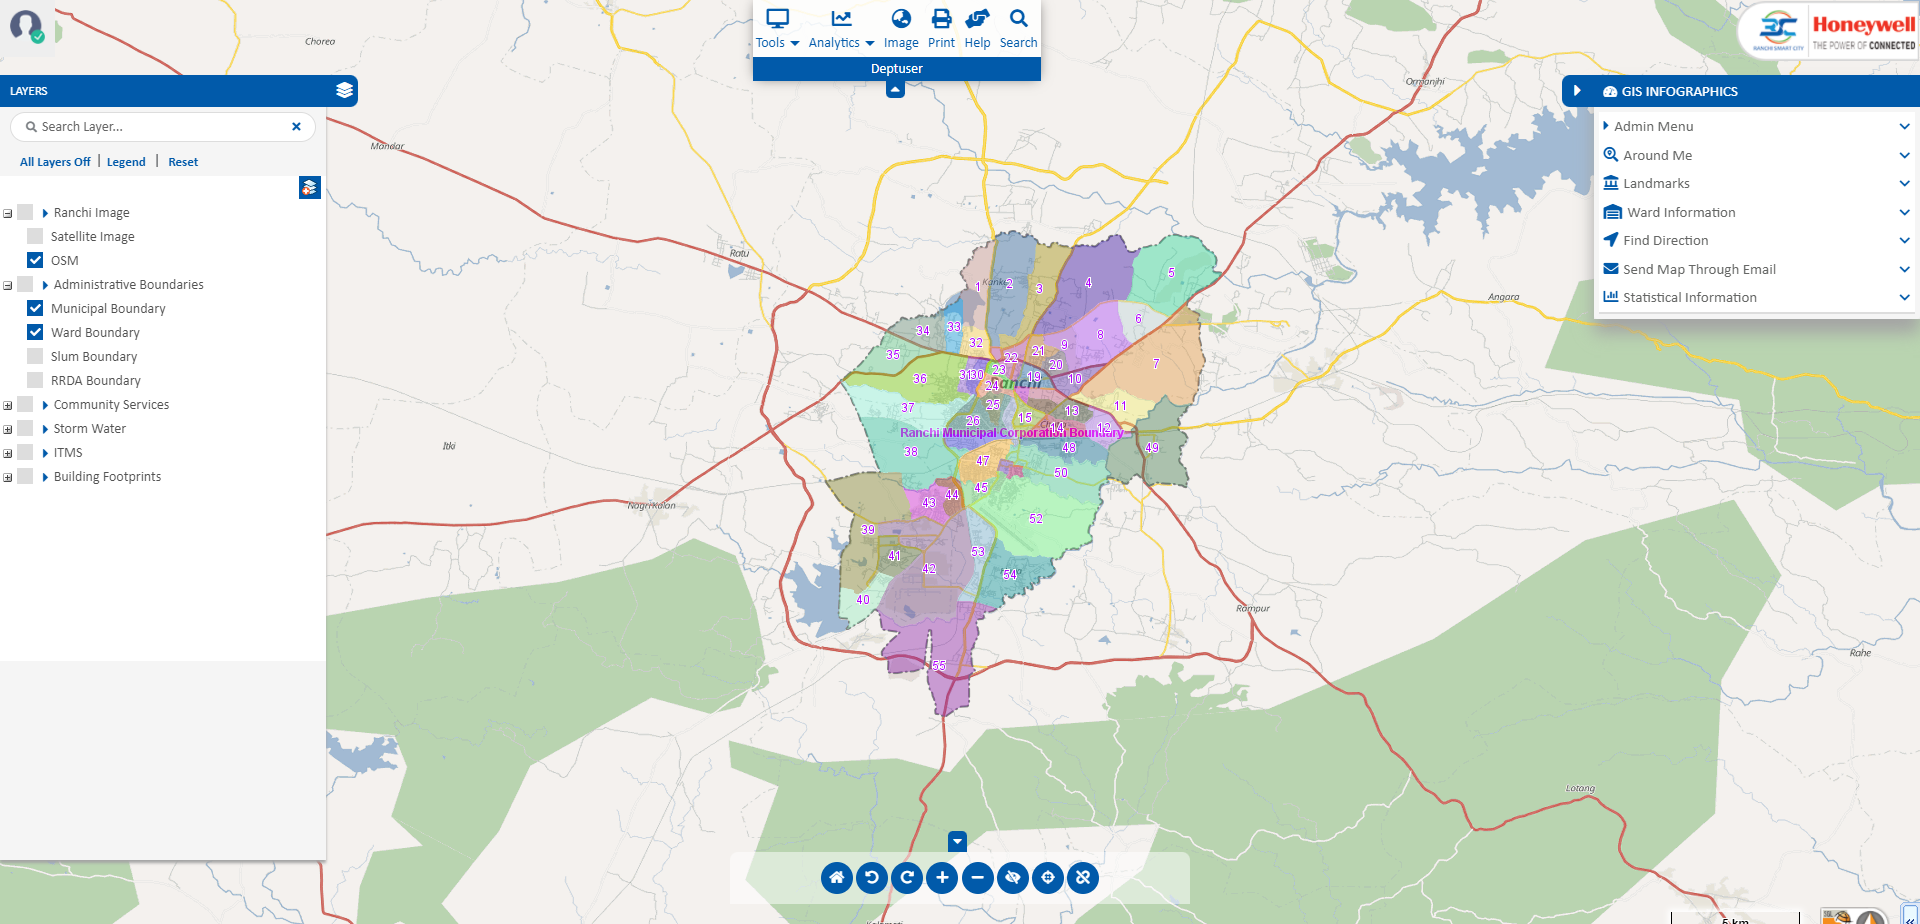 Tools Analytics Image Print Help Search
Deptuser
RANCHI SMART CITY
Honeywell
THE POWER OF CONNECTED
LAYERS
Search Layer...
All Layers Off | Legend | Reset
Ranchi Image
Satellite Image
OSM
Administrative Boundaries
Municipal Boundary
Ward Boundary
Slum Boundary
RRDA Boundary
Community Services
Storm Water
ITMS
Building Footprints
GIS INFOGRAPHICS
Admin Menu
Around Me
Landmarks
Ward Information
Find Direction
Send Map Through Email
Statistical Information
Chorea
Ormanjhi
Mandar
Ratu
Angara
Itki
Nagri Kalan
Rampur
Rahe
Lotang
Ranchi
Ranchi Municipal Corporation Boundary
1
2
3
4
5
6
7
8
9
10
11
12
13
14
15
19
20
21
22
23
24
25
26
30
31
32
33
34
35
36
37
38
39
40
41
42
43
44
45
47
48
49
50
52
53
54
55
5 km